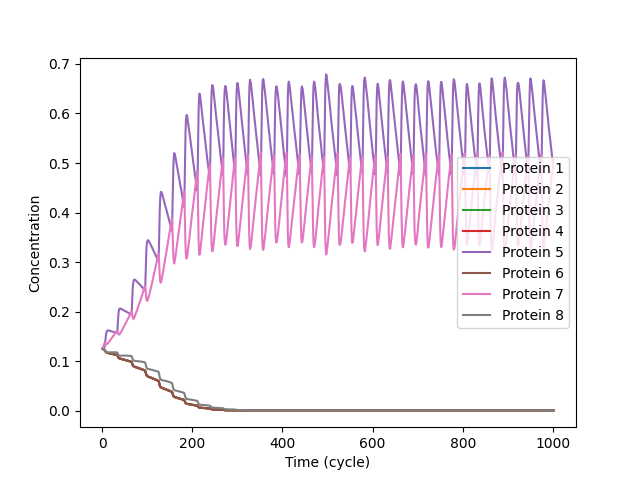 0.7
0.6
0.5
0.4
0.3
0.2
0.1
0.0
Concentration
0
200
400
600
800
1000
Time (cycle)
Protein 1
Protein 2
Protein 3
Protein 4
Protein 5
Protein 6
Protein 7
Protein 8